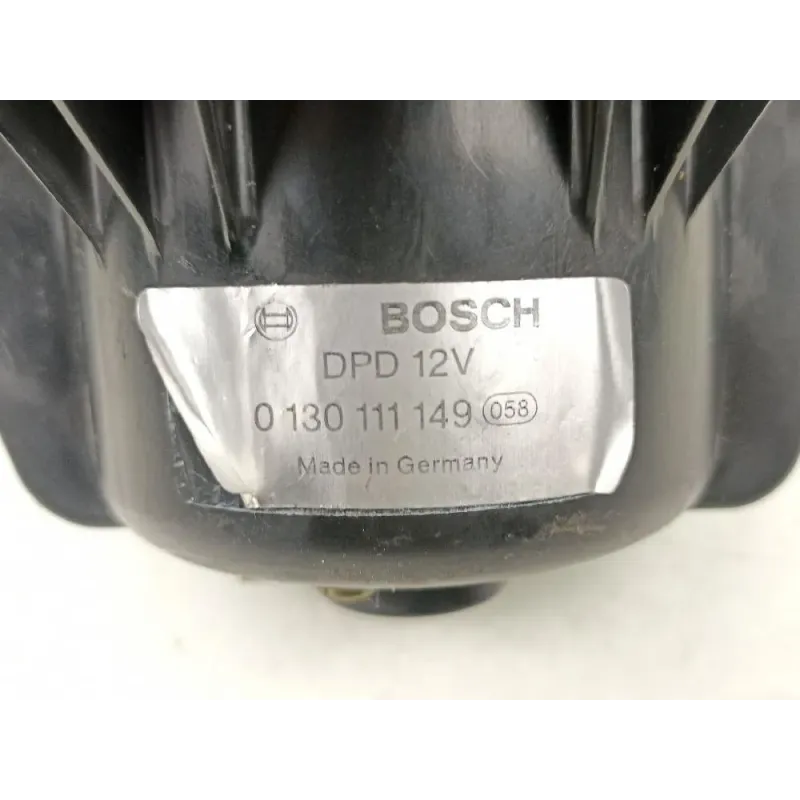 BOSCH
DPD 12V
0 130 111 149 058
Made in Germany